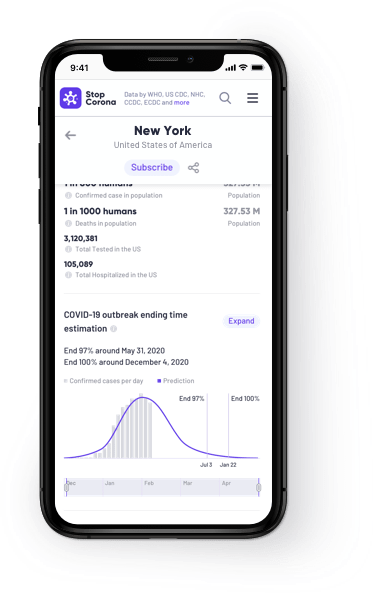 9:41
Stop
Corona
Data by WHO, US CDC, NHC,
CCDC, ECDC and more
New York
United States of America
Subscribe
humans
327.53 M
Confirmed case in population
Population
1 in 1000 humans
327.53 M
Deaths in population
Population
3,120,381
Total Tested in the US
105,089
Total Hospitalized in the US
COVID-19 outbreak ending time
estimation
Expand
End 97% around May 31, 2020
End 100% around December 4, 2020
Confirmed cases per day
Prediction
End 97%
End 100%
Jul 3
Jan 22
Dec
Jan
Feb
Mar
Apr